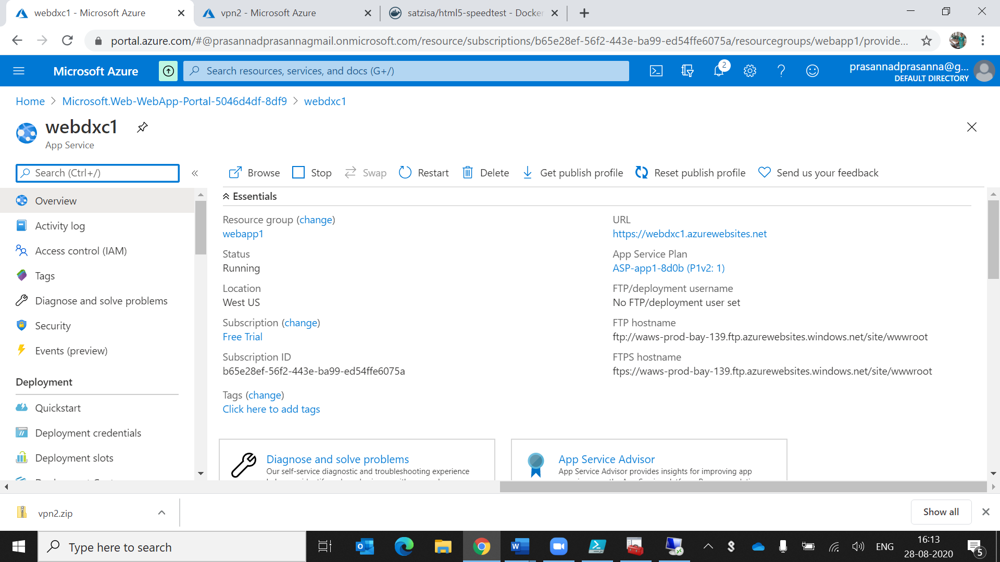 webdxc1 - Microsoft Azure
vpn2 - Microsoft Azure
satzisa/html5-speedtest - Docker
portal.azure.com/#@prasannadprasannagmail.onmicrosoft.com/resource/subscriptions/b65e28ef-56f2-443e-ba99-ed54ffe6075a/resourcegroups/webapp1/provide...
Microsoft Azure
Search resources, services, and docs (G+/)
2
prasannadprasanna@g...
DEFAULT DIRECTORY
Home > Microsoft.Web-WebApp-Portal-5046d4df-8df9 > webdxc1
webdxc1
App Service
Search (Ctrl+/)
Browse
Stop
Swap
Restart
Delete
Get publish profile
Reset publish profile
Send us your feedback
Overview
Activity log
Access control (IAM)
Tags
Diagnose and solve problems
Security
Events (preview)
Deployment
Quickstart
Deployment credentials
Deployment slots
Essentials
Resource group (change)
webapp1
Status
Running
Location
West US
Subscription (change)
Free Trial
Subscription ID
b65e28ef-56f2-443e-ba99-ed54ffe6075a
Tags (change)
Click here to add tags
URL
https://webdxc1.azurewebsites.net
App Service Plan
ASP-app1-8d0b (P1v2: 1)
FTP/deployment username
No FTP/deployment user set
FTP hostname
ftp://waws-prod-bay-139.ftp.azurewebsites.windows.net/site/wwwroot
FTPS hostname
ftps://waws-prod-bay-139.ftp.azurewebsites.windows.net/site/wwwroot
Diagnose and solve problems
Our self-service diagnostic and troubleshooting experience
App Service Advisor
App Service Advisor provides insights for improving app
vpn2.zip
Show all
Type here to search
ENG
16:13
28-08-2020
5